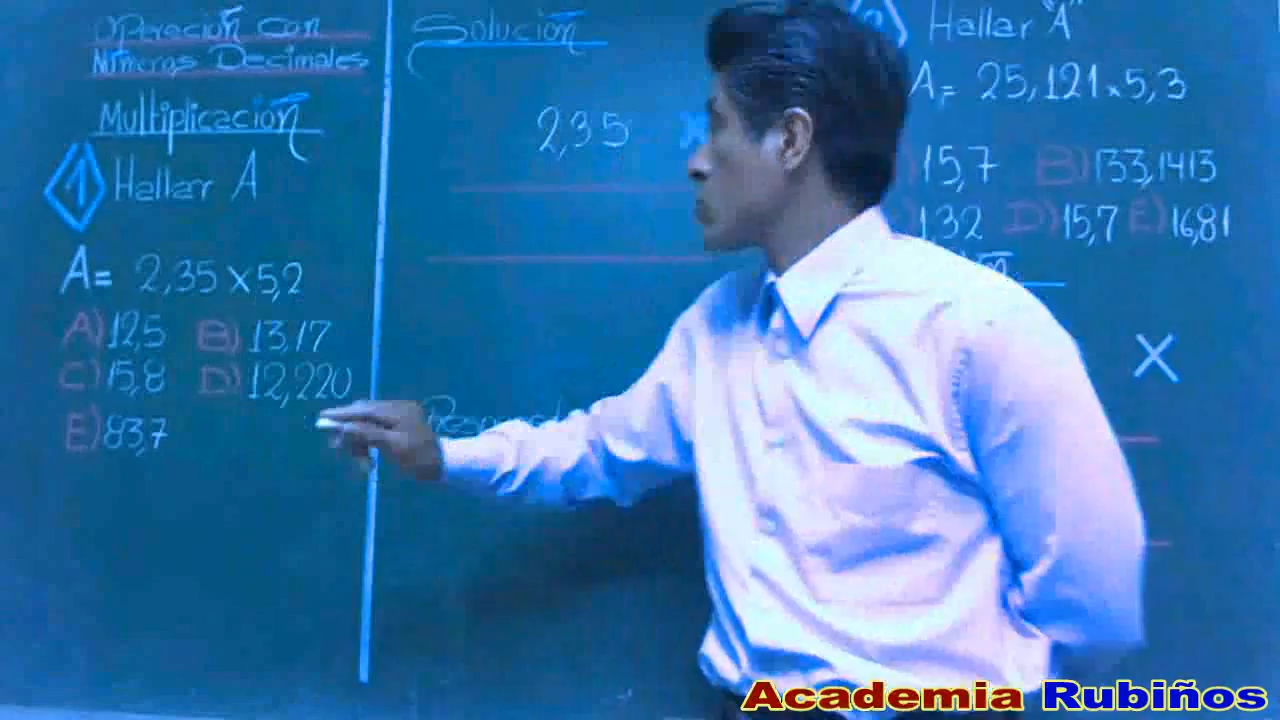 Operación con
Números Decimales
Multiplicación
1 Hallar A
A= 2,35 x 5,2
A) 12,5 B) 13,17
C) 15,8 D) 12,220
E) 83,7
Solución
2,35 x
Hallar "A"
A= 25,121 x 5,3
15,7 B) 133,1413
132 D) 15,7 E) 16,81
x
Academia Rubiños